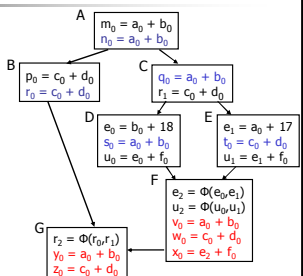 A
m₀ = a₀ + b₀
n₀ = a₀ + b₀
B
p₀ = c₀ + d₀
r₀ = c₀ + d₀
C
q₀ = a₀ + b₀
r₁ = c₀ + d₀
D
e₀ = b₀ + 18
s₀ = a₀ + b₀
u₀ = e₀ + f₀
E
e₁ = a₀ + 17
t₀ = c₀ + d₀
u₁ = e₁ + f₀
F
e₂ = Φ(e₀,e₁)
u₂ = Φ(u₀,u₁)
v₀ = a₀ + b₀
w₀ = c₀ + d₀
x₀ = e₂ + f₀
G
r₂ = Φ(r₀,r₁)
y₀ = a₀ + b₀
z₀ = c₀ + d₀